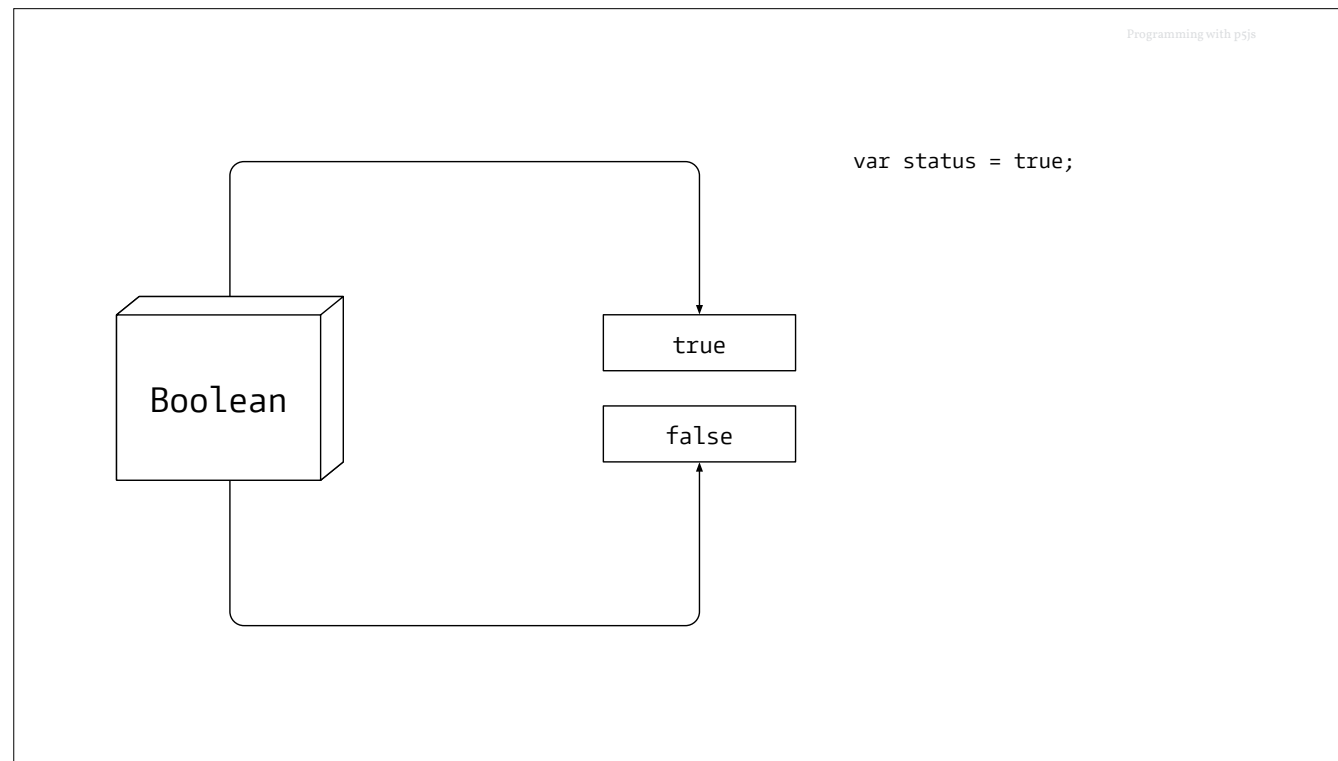 Programming with p5js
var status = true;
Boolean
true
false